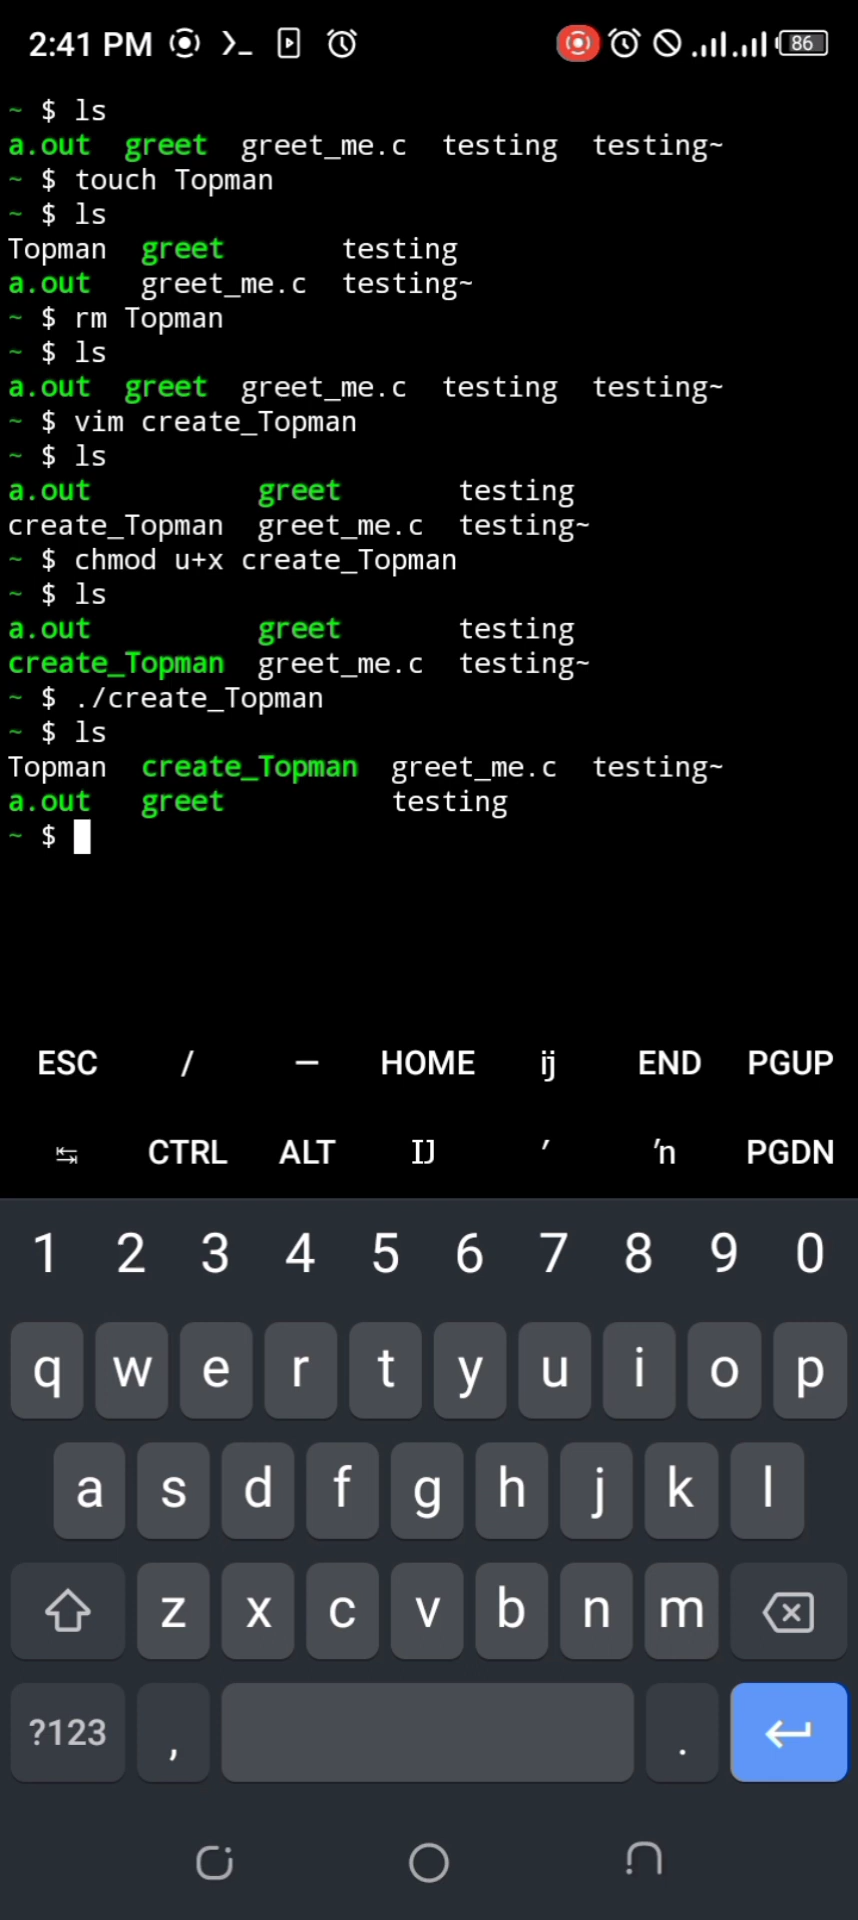 2:41 PM
86
~ $ ls
a.out greet greet_me.c testing testing~
~ $ touch Topman
~ $ ls
Topman greet testing
a.out greet_me.c testing~
~ $ rm Topman
~ $ ls
a.out greet greet_me.c testing testing~
~ $ vim create_Topman
~ $ ls
a.out greet testing
create_Topman greet_me.c testing~
~ $ chmod u+x create_Topman
~ $ ls
a.out greet testing
create_Topman greet_me.c testing~
~ $ ./create_Topman
~ $ ls
Topman create_Topman greet_me.c testing~
a.out greet testing
~ $
ESC / — HOME ĳ END PGUP
CTRL ALT Ĳ ′ ŉ PGDN
1 2 3 4 5 6 7 8 9 0
q w e r t y u i o p
a s d f g h j k l
z x c v b n m
?123 , .